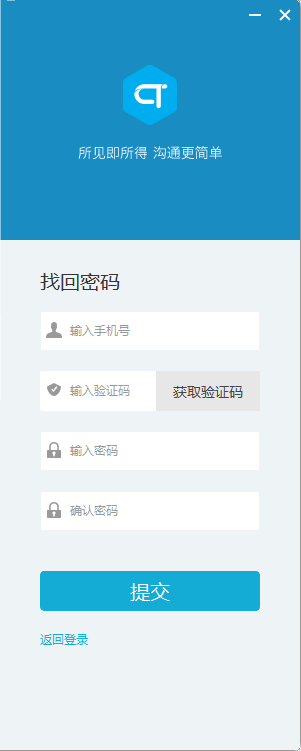 所见即所得 沟通更简单
找回密码
输入手机号
输入验证码 获取验证码
输入密码
确认密码
提交
返回登录